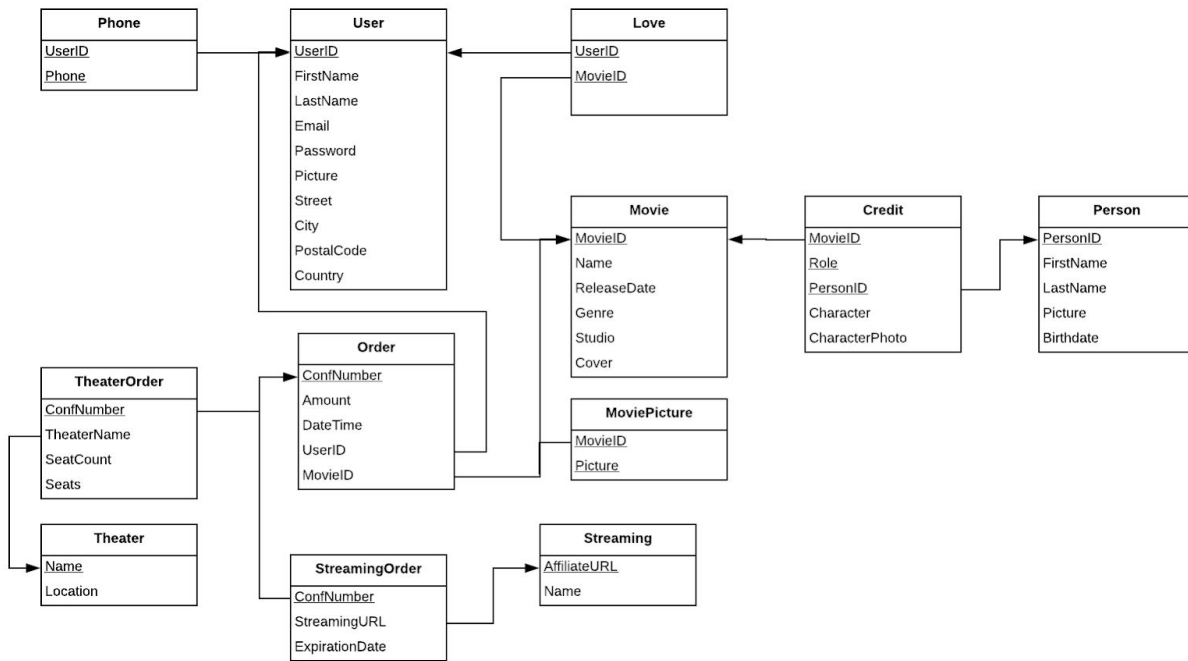 Phone
UserID
Phone
User
UserID
FirstName
LastName
Email
Password
Picture
Street
City
PostalCode
Country
Love
UserID
MovieID
Movie
MovieID
Name
ReleaseDate
Genre
Studio
Cover
Credit
MovieID
Role
PersonID
Character
CharacterPhoto
Person
PersonID
FirstName
LastName
Picture
Birthdate
Order
ConfNumber
Amount
DateTime
UserID
MovieID
TheaterOrder
ConfNumber
TheaterName
SeatCount
Seats
MoviePicture
MovieID
Picture
Theater
Name
Location
StreamingOrder
ConfNumber
StreamingURL
ExpirationDate
Streaming
AffiliateURL
Name